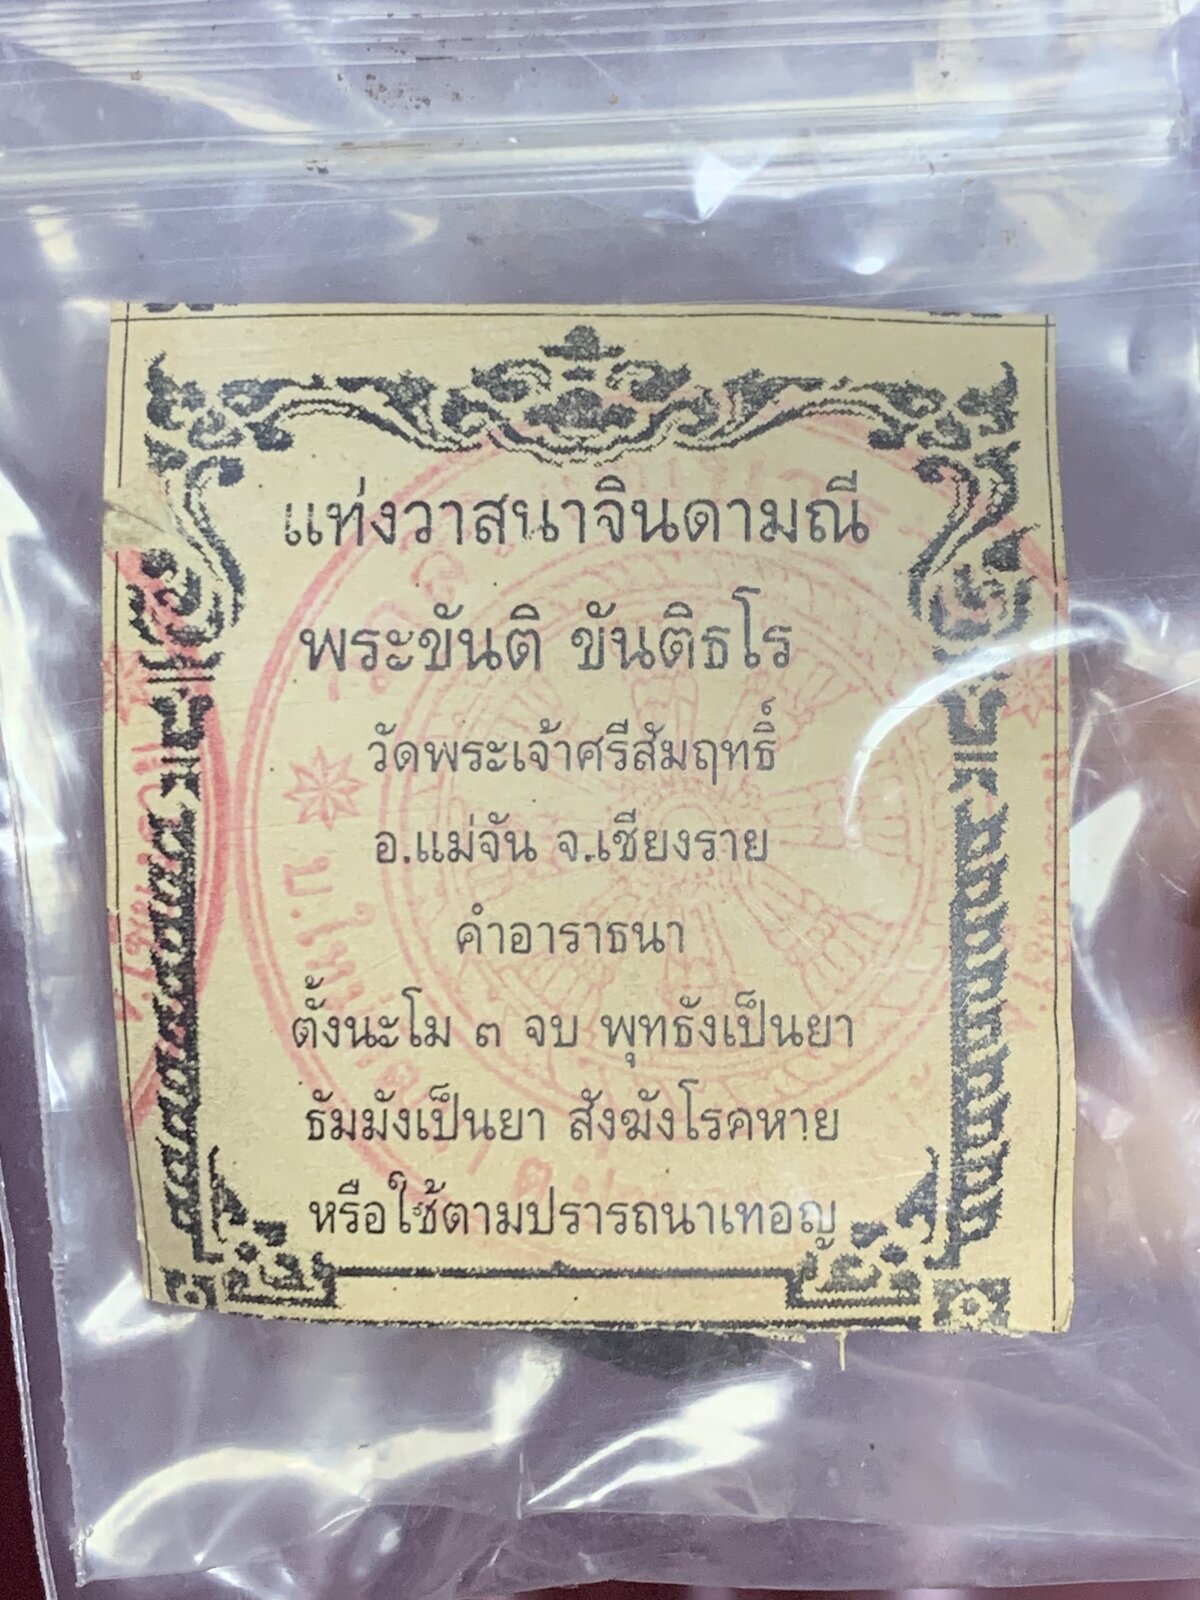 แท่งวาสนาจินดามณี
พระขันติ ขันติธโร
วัดพระเจ้าศรีสัมฤทธิ์
อ.แม่จัน จ.เชียงราย
คำอาราธนา
ตั้งนะโม ๓ จบ พุทธังเป็นยา
ธัมมังเป็นยา สังฆังโรคหาย
หรือใช้ตามปรารถนาเทอญ